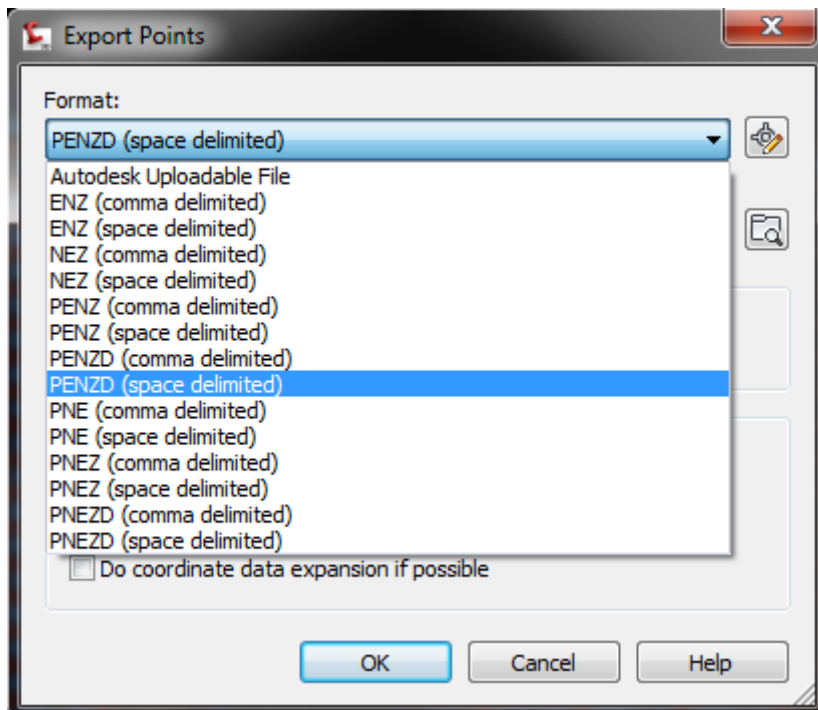 Export Points
Format:
PENZD (space delimited)
Autodesk Uploadable File
ENZ (comma delimited)
ENZ (space delimited)
NEZ (comma delimited)
NEZ (space delimited)
PENZ (comma delimited)
PENZ (space delimited)
PENZD (comma delimited)
PENZD (space delimited)
PNE (comma delimited)
PNE (space delimited)
PNEZ (comma delimited)
PNEZ (space delimited)
PNEZD (comma delimited)
PNEZD (space delimited)
Do coordinate data expansion if possible
OK Cancel Help